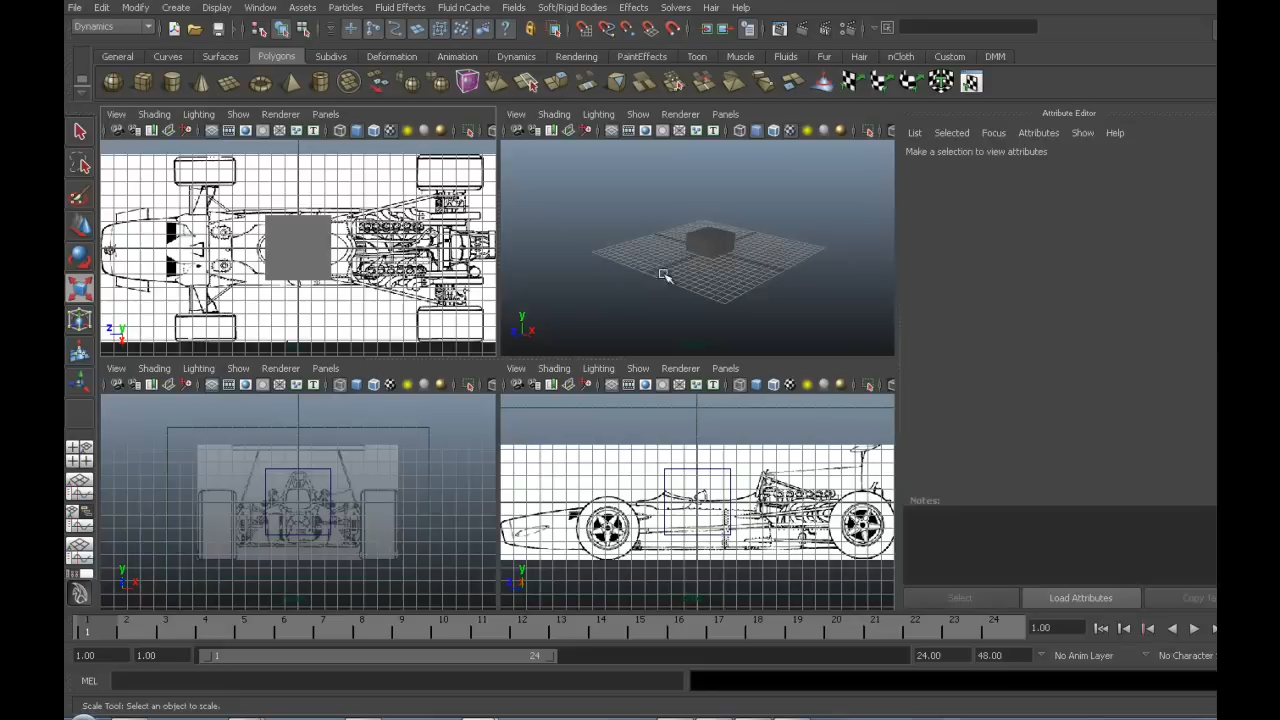 File Edit Modify Create Display Window Assets Particles Fluid Effects Fluid nCache Fields Soft/Rigid Bodies Effects Solvers Hair Help
Dynamics
General Curves Surfaces Polygons Subdivs Deformation Animation Dynamics Rendering PaintEffects Toon Muscle Fluids Fur Hair nCloth Custom DMM
View Shading Lighting Show Renderer Panels
View Shading Lighting Show Renderer Panels
Attribute Editor
List Selected Focus Attributes Show Help
Make a selection to view attributes
z y
x
y
z x
View Shading Lighting Show Renderer Panels
View Shading Lighting Show Renderer Panels
Notes:
y
z x
y
Select Load Attributes Copy Ta
1 2 3 4 5 6 7 8 9 10 11 12 13 14 15 16 17 18 19 20 21 22 23 24
1
1.00
1.00 1.00 1 24 24.00 48.00 No Anim Layer No Character
MEL
Scale Tool: Select an object to scale.